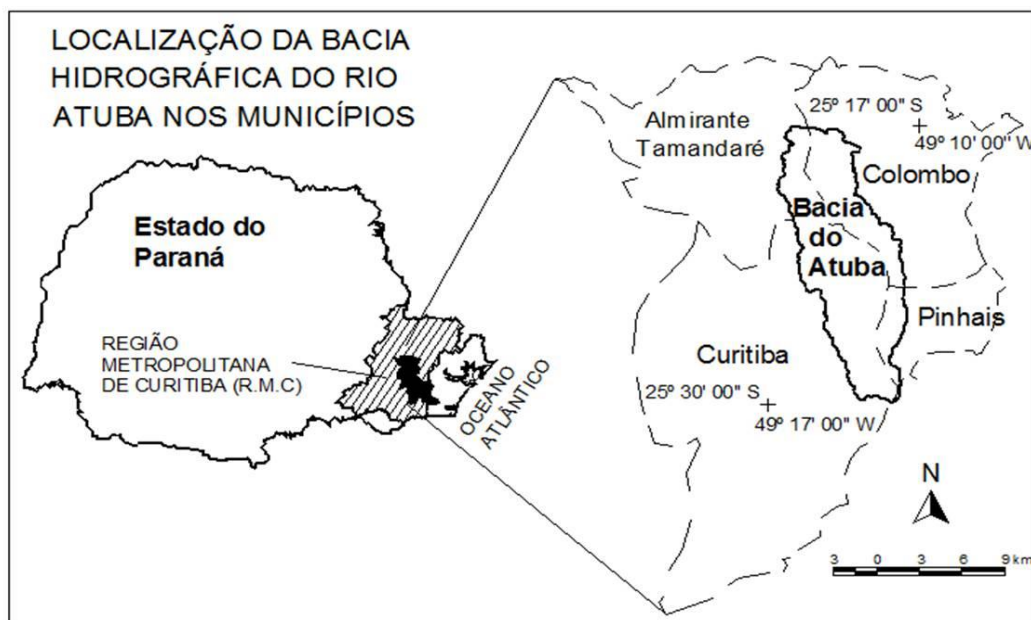 LOCALIZAÇÃO DA BACIA
HIDROGRÁFICA DO RIO
ATUBA NOS MUNICÍPIOS
Estado do
Paraná
REGIÃO
METROPOLITANA
DE CURITIBA (R.M.C)
OCEANO
ATLÂNTICO
Almirante
Tamandaré
25º 17' 00" S
49º 10' 00" W
Colombo
Bacia
do
Atuba
Pinhais
Curitiba
25º 30' 00" S
49º 17' 00" W
N
3 0 3 6 9 km